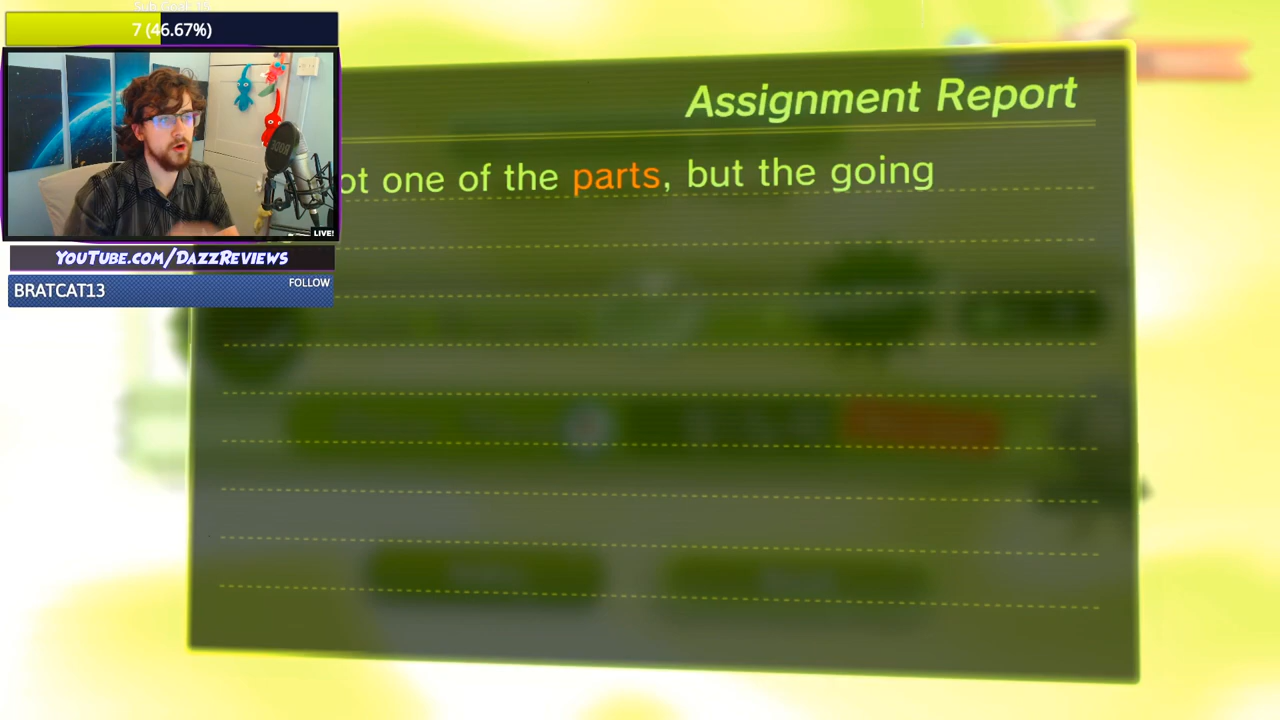 7 (46.67%)
Assignment Report
ot one of the parts, but the going
LIVE!
YouTube.com/DazzReviews
BRATCAT13
FOLLOW